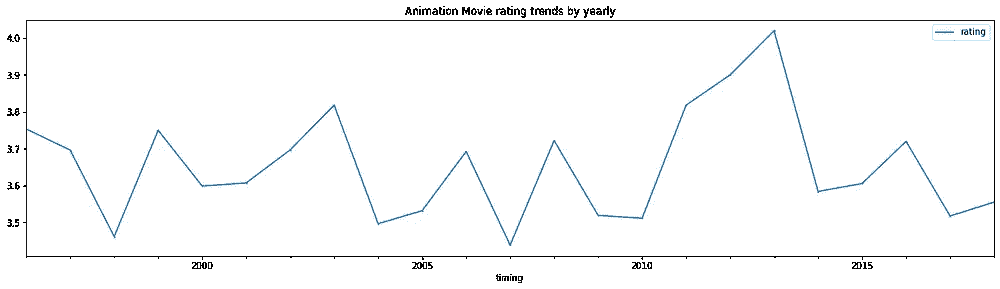 Animation Movie rating trends by yearly
rating
4.0
3.9
3.8
3.7
3.6
3.5
2000 2005 2010 2015
timing